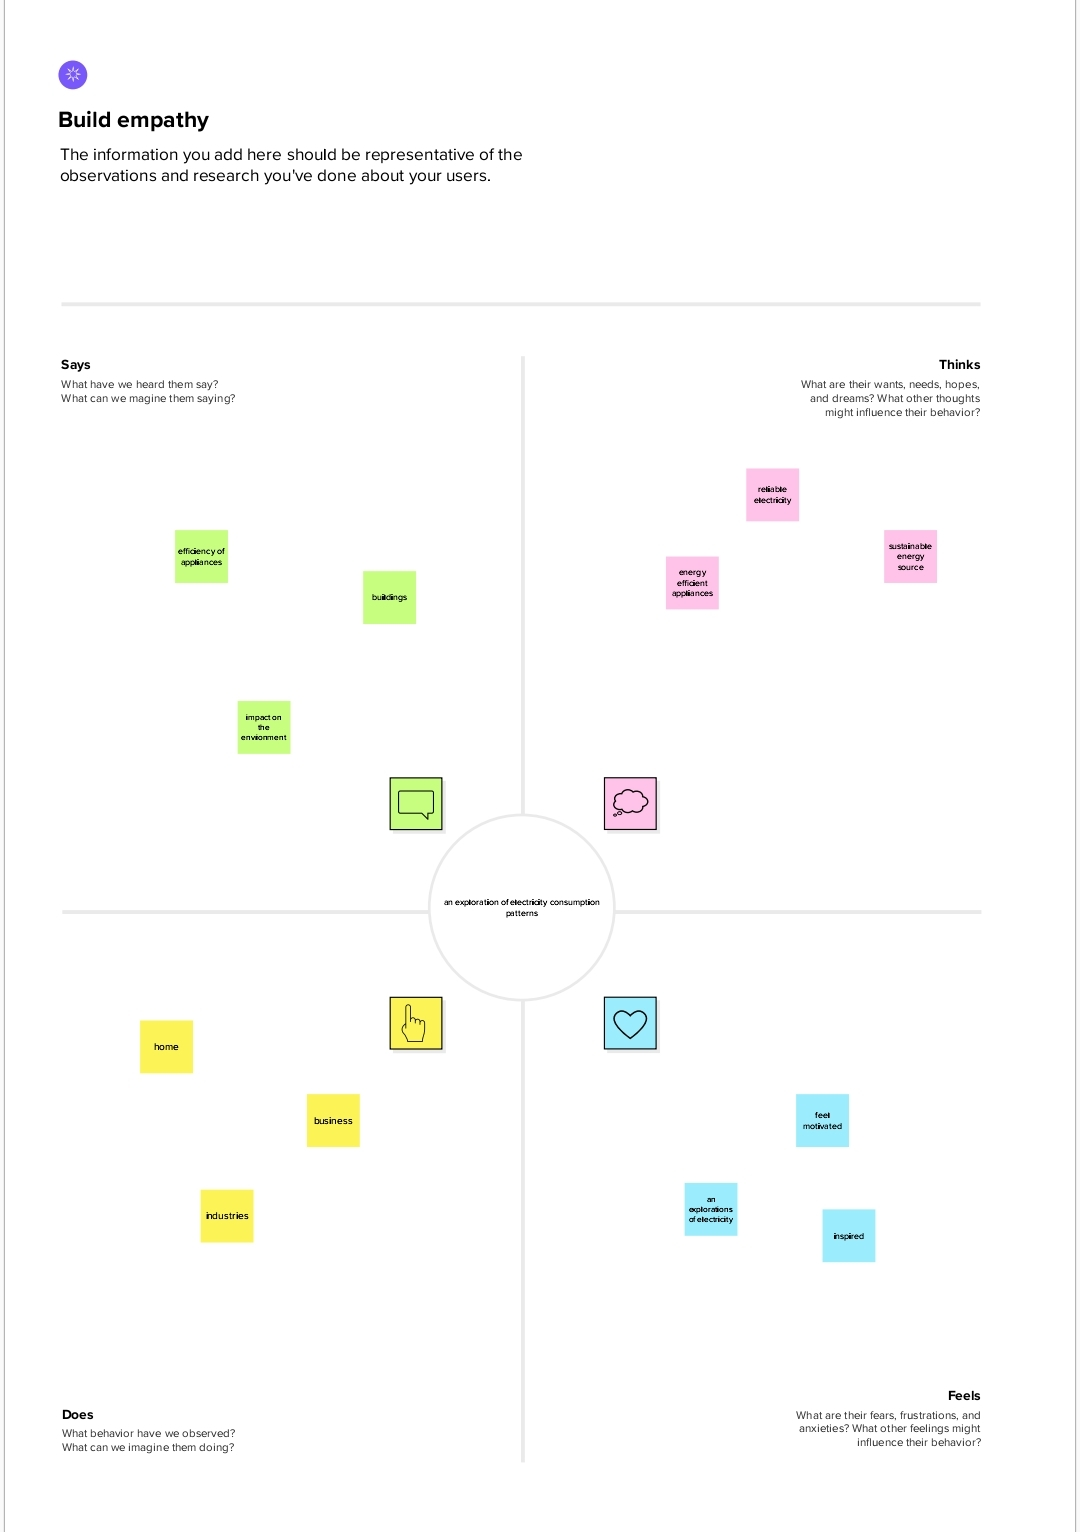 Build empathy
The information you add here should be representative of the
observations and research you've done about your users.
Says
What have we heard them say?
What can we magine them saying?
Thinks
What are their wants, needs, hopes,
and dreams? What other thoughts
might influence their behavior?
efficiency of
appliances
buildings
impact on
the
envionment
reliable
electricity
energy
efficient
appliances
sustainable
energy
source
an exploration of electricity consumption
patterns
home
business
industries
feel
motivated
an
explorations
of electricity
inspired
Does
What behavior have we observed?
What can we imagine them doing?
Feels
What are their fears, frustrations, and
anxieties? What other feelings might
influence their behavior?